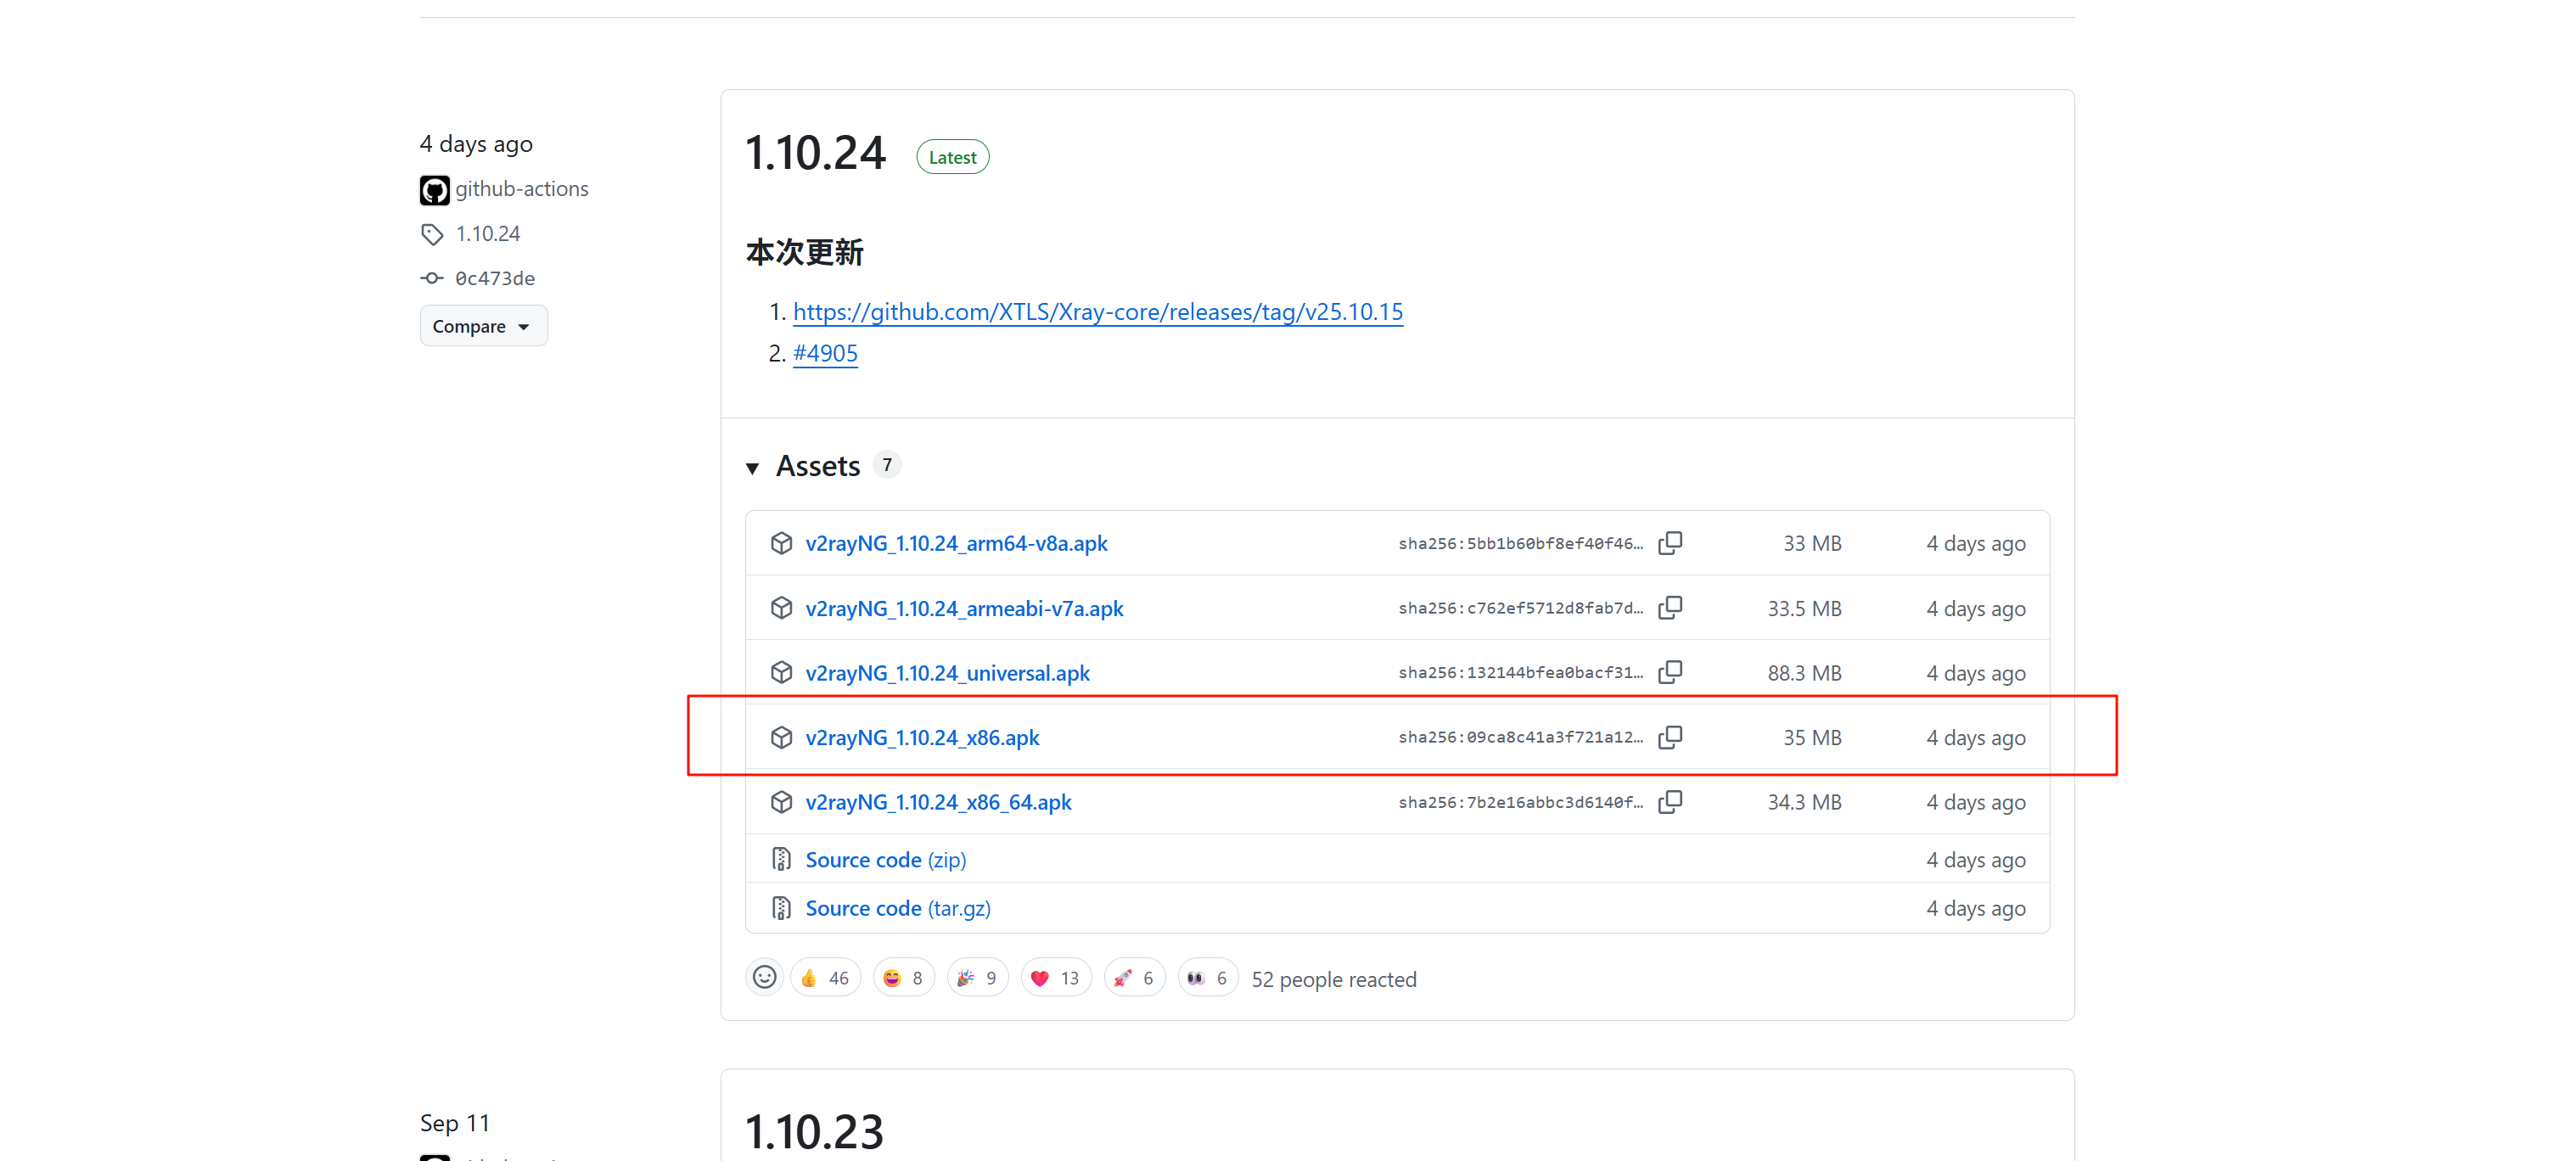 4 days ago
github-actions
1.10.24
0c473de
Compare
1.10.24 Latest
本次更新
1. https://github.com/XTLS/Xray-core/releases/tag/v25.10.15
2. #4905
Assets 7
v2rayNG_1.10.24_arm64-v8a.apk sha256:5bb1b60bf8ef40f46… 33 MB 4 days ago
v2rayNG_1.10.24_armeabi-v7a.apk sha256:c762ef5712d8fab7d… 33.5 MB 4 days ago
v2rayNG_1.10.24_universal.apk sha256:132144bfea0bacf31… 88.3 MB 4 days ago
v2rayNG_1.10.24_x86.apk sha256:09ca8c41a3f721a12… 35 MB 4 days ago
v2rayNG_1.10.24_x86_64.apk sha256:7b2e16abbc3d6140f… 34.3 MB 4 days ago
Source code (zip) 4 days ago
Source code (tar.gz) 4 days ago
46 8 9 13 6 6 52 people reacted
Sep 11
1.10.23